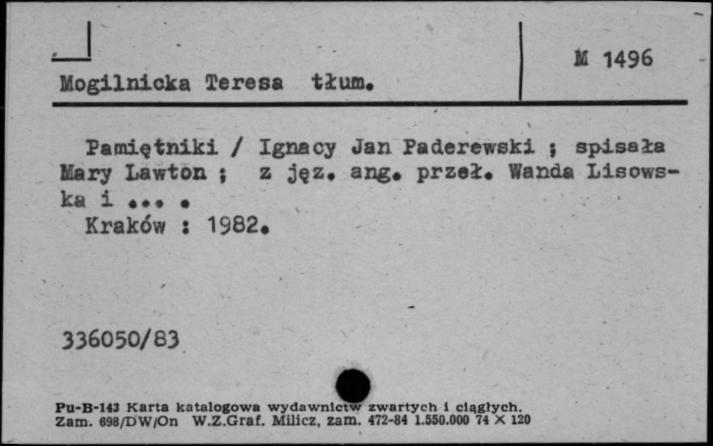 M 1496
Mogilnicka Teresa tłum.
Pamiętniki / Ignacy Jan Paderewski ; spisała
Mary Lawton ; z jęz. ang. przeł. Wanda Lisows-
ka i ... .
Kraków : 1982.
336050/83
Pu-B-143 Karta katalogowa wydawnictw zwartych i ciągłych.
Zam. 698/DW/On W.Z.Graf. Milicz, zam. 472-84 1.550.000 74 X 120